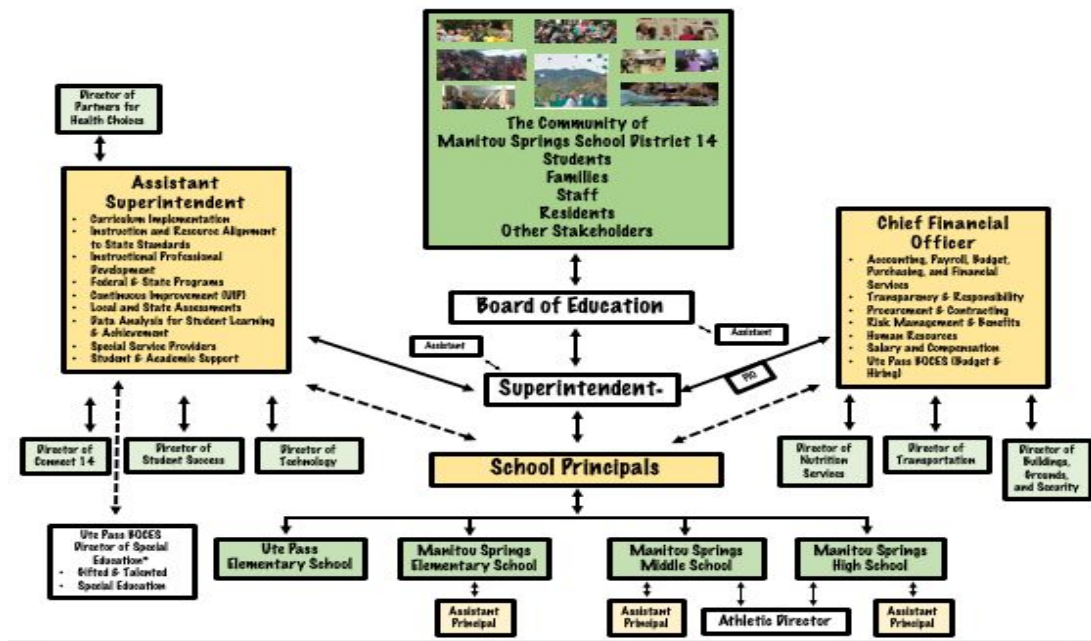 The Community of
Manitou Springs School District 14
Students
Families
Staff
Residents
Other Stakeholders
Director of
Partners for
Health Choices
Assistant
Superintendent
• Curriculum Implementation
• Instruction and Resource Alignment
to State Standards
• Instructional Professional
Development
• Federal & State Programs
• Continuous Improvement (UIP)
• Local and State Assessments
• Data Analysis for Student Learning
& Achievement
• Special Service Providers
• Student & Academic Support
Chief Financial
Officer
• Accounting, Payroll, Budget,
Purchasing, and Financial
Services
• Transparency & Responsibility
• Procurement & Contracting
• Risk Management & Benefits
• Human Resources
• Salary and Compensation
• Ute Pass BOCES (Budget &
Hiring)
Board of Education
Assistant
Assistant
Superintendent
PIO
Director of
Connect 14
Director of
Student Success
Director of
Technology
School Principals
Director of
Nutrition
Services
Director of
Transportation
Director of
Buildings,
Grounds,
and Security
Ute Pass BOCES
Director of Special
Education*
• Gifted & Talented
• Special Education
Ute Pass
Elementary School
Manitou Springs
Elementary School
Manitou Springs
Middle School
Manitou Springs
High School
Assistant
Principal
Assistant
Principal
Athletic Director
Assistant
Principal